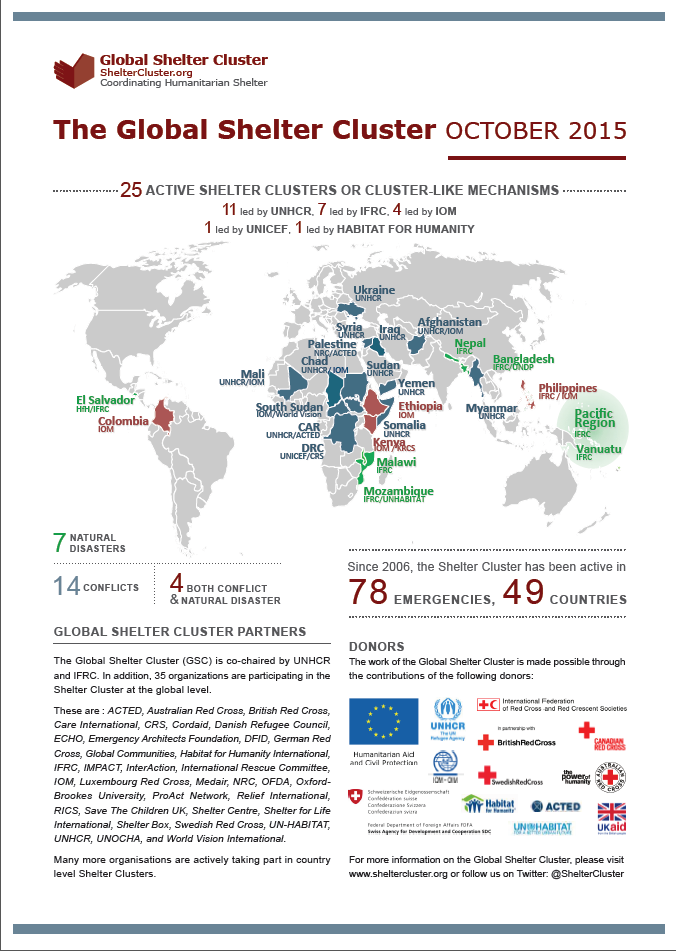 Global Shelter Cluster
ShelterCluster.org
Coordinating Humanitarian Shelter
The Global Shelter Cluster OCTOBER 2015
25 ACTIVE SHELTER CLUSTERS OR CLUSTER-LIKE MECHANISMS
11 led by UNHCR, 7 led by IFRC, 4 led by IOM
1 led by UNICEF, 1 led by HABITAT FOR HUMANITY
Ukraine
UNHCR
Syria
UNHCR
Iraq
UNHCR
Afghanistan
UNHCR/IOM
Palestine
NRC/ACTED
Nepal
IFRC
Bangladesh
IFRC/UNDP
Chad
UNHCR/IOM
Sudan
UNHCR
Mali
UNHCR/IOM
Yemen
UNHCR
Philippines
IFRC / IOM
El Salvador
HH/IFRC
Colombia
IOM
South Sudan
IOM/World Vision
Ethiopia
IOM
Myanmar
UNHCR
Pacific
Region
IFRC
CAR
UNHCR/ACTED
Somalia
UNHCR
Kenya
IOM /KRCS
Vanuatu
IFRC
DRC
UNICEF/CRS
Malawi
IFRC
Mozambique
IFRC/UNHABITAT
7 NATURAL
DISASTERS
14 CONFLICTS
4 BOTH CONFLICT
& NATURAL DISASTER
Since 2006, the Shelter Cluster has been active in
78 EMERGENCIES, 49 COUNTRIES
GLOBAL SHELTER CLUSTER PARTNERS
The Global Shelter Cluster (GSC) is co-chaired by UNHCR
and IFRC. In addition, 35 organizations are participating in the
Shelter Cluster at the global level.
These are : ACTED, Australian Red Cross, British Red Cross,
Care International, CRS, Cordaid, Danish Refugee Council,
ECHO, Emergency Architects Foundation, DFID, German Red
Cross, Global Communities, Habitat for Humanity International,
IFRC, IMPACT, InterAction, International Rescue Committee,
IOM, Luxembourg Red Cross, Medair, NRC, OFDA, Oxford-
Brookes University, ProAct Network, Relief International,
RICS, Save The Children UK, Shelter Centre, Shelter for Life
International, Shelter Box, Swedish Red Cross, UN-HABITAT,
UNHCR, UNOCHA, and World Vision International.
Many more organisations are actively taking part in country
level Shelter Clusters.
DONORS
The work of the Global Shelter Cluster is made possible through
the contributions of the following donors:
Humanitarian Aid
and Civil Protection
UNHCR
The UN
Refugee Agency
IOM • OIM
International Federation
of Red Cross and Red Crescent Societies
in partnership with
BritishRedCross
CANADIAN
RED CROSS
SwedishRedCross
the
power of
humanity
AUSTRALIAN
RED CROSS
Schweizerische Eidgenossenschaft
Confédération suisse
Confederazione Svizzera
Confederaziun svizra
Federal Department of Foreign Affairs FDFA
Swiss Agency for Development and Cooperation SDC
Habitat
for Humanity
ACTED
UN HABITAT
FOR A BETTER URBAN FUTURE
UKaid
For more information on the Global Shelter Cluster, please visit
www.sheltercluster.org or follow us on Twitter: @ShelterCluster